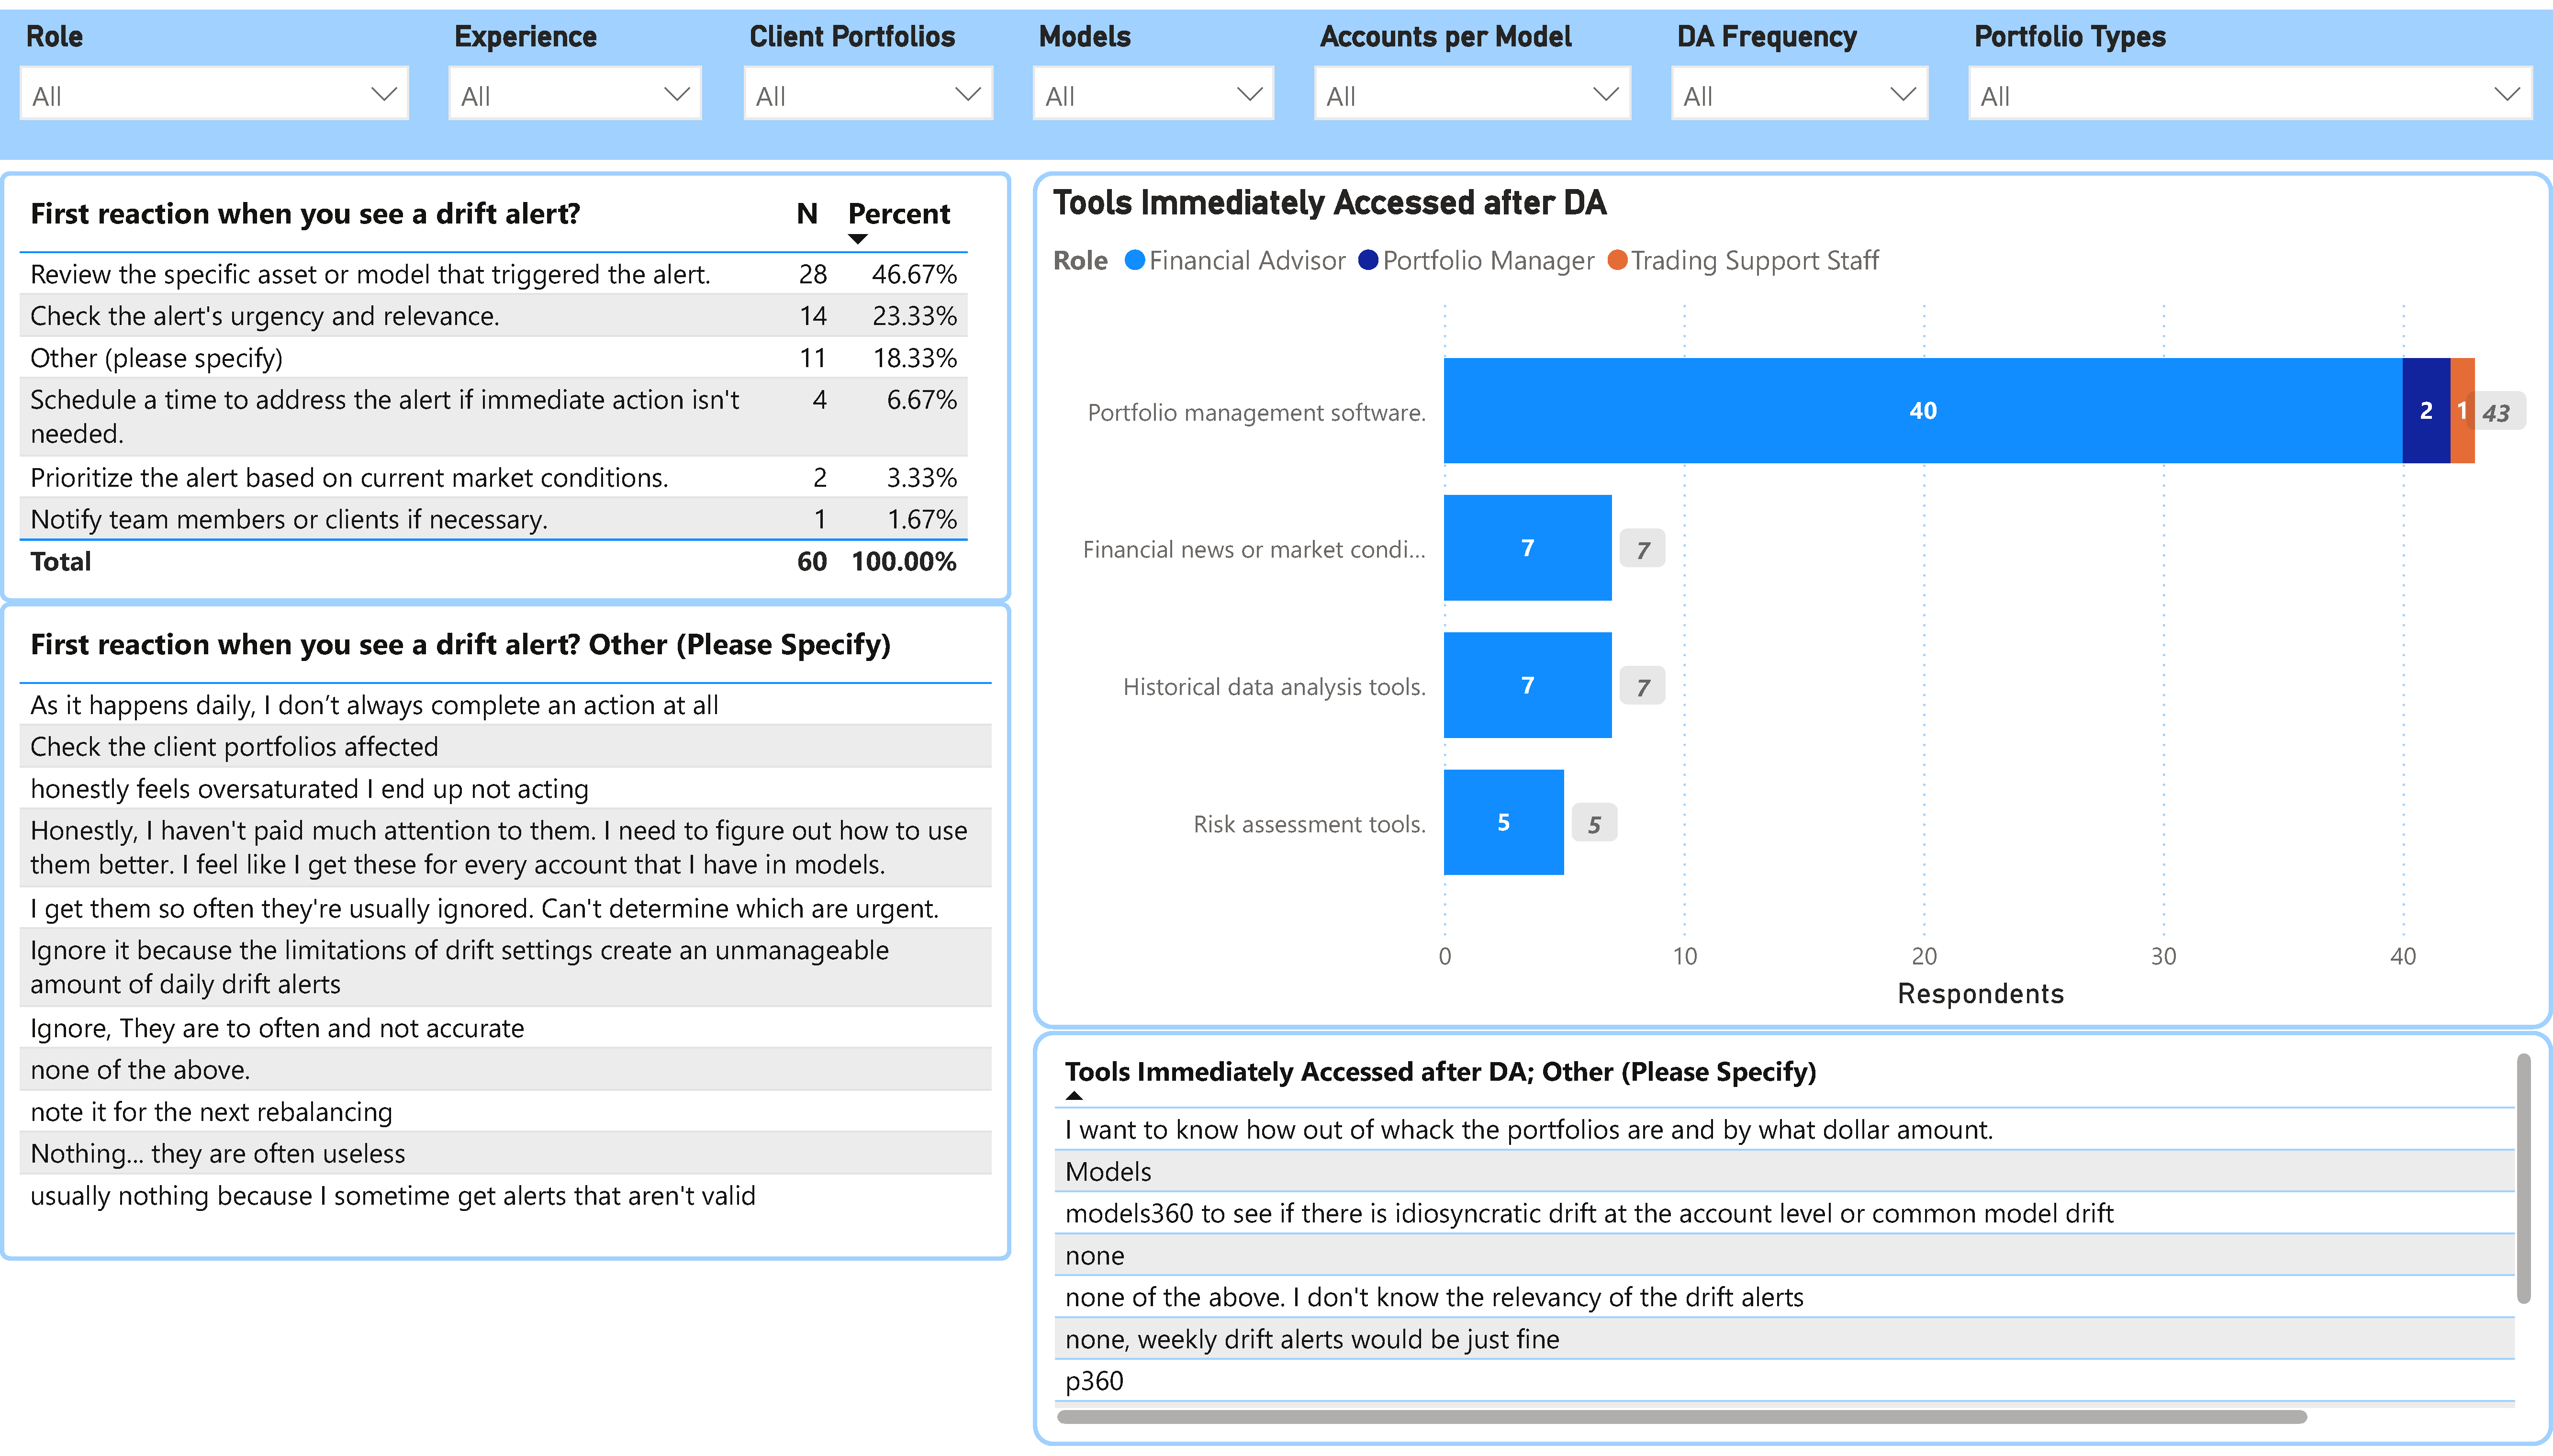 Role Experience Client Portfolios Models Accounts per Model DA Frequency Portfolio Types
All All All All All All All
First reaction when you see a drift alert? N Percent
Review the specific asset or model that triggered the alert. 28 46.67%
Check the alert's urgency and relevance. 14 23.33%
Other (please specify) 11 18.33%
Schedule a time to address the alert if immediate action isn't 4 6.67%
needed.
Prioritize the alert based on current market conditions. 2 3.33%
Notify team members or clients if necessary. 1 1.67%
Total 60 100.00%
First reaction when you see a drift alert? Other (Please Specify)
As it happens daily, I don’t always complete an action at all
Check the client portfolios affected
honestly feels oversaturated I end up not acting
Honestly, I haven't paid much attention to them. I need to figure out how to use
them better. I feel like I get these for every account that I have in models.
I get them so often they're usually ignored. Can't determine which are urgent.
Ignore it because the limitations of drift settings create an unmanageable
amount of daily drift alerts
Ignore, They are to often and not accurate
none of the above.
note it for the next rebalancing
Nothing... they are often useless
usually nothing because I sometime get alerts that aren't valid
Tools Immediately Accessed after DA
Role Financial Advisor Portfolio Manager Trading Support Staff
Portfolio management software. 40 2 1 43
Financial news or market condi... 7 7
Historical data analysis tools. 7 7
Risk assessment tools. 5 5
0 10 20 30 40
Respondents
Tools Immediately Accessed after DA; Other (Please Specify)
I want to know how out of whack the portfolios are and by what dollar amount.
Models
models360 to see if there is idiosyncratic drift at the account level or common model drift
none
none of the above. I don't know the relevancy of the drift alerts
none, weekly drift alerts would be just fine
p360